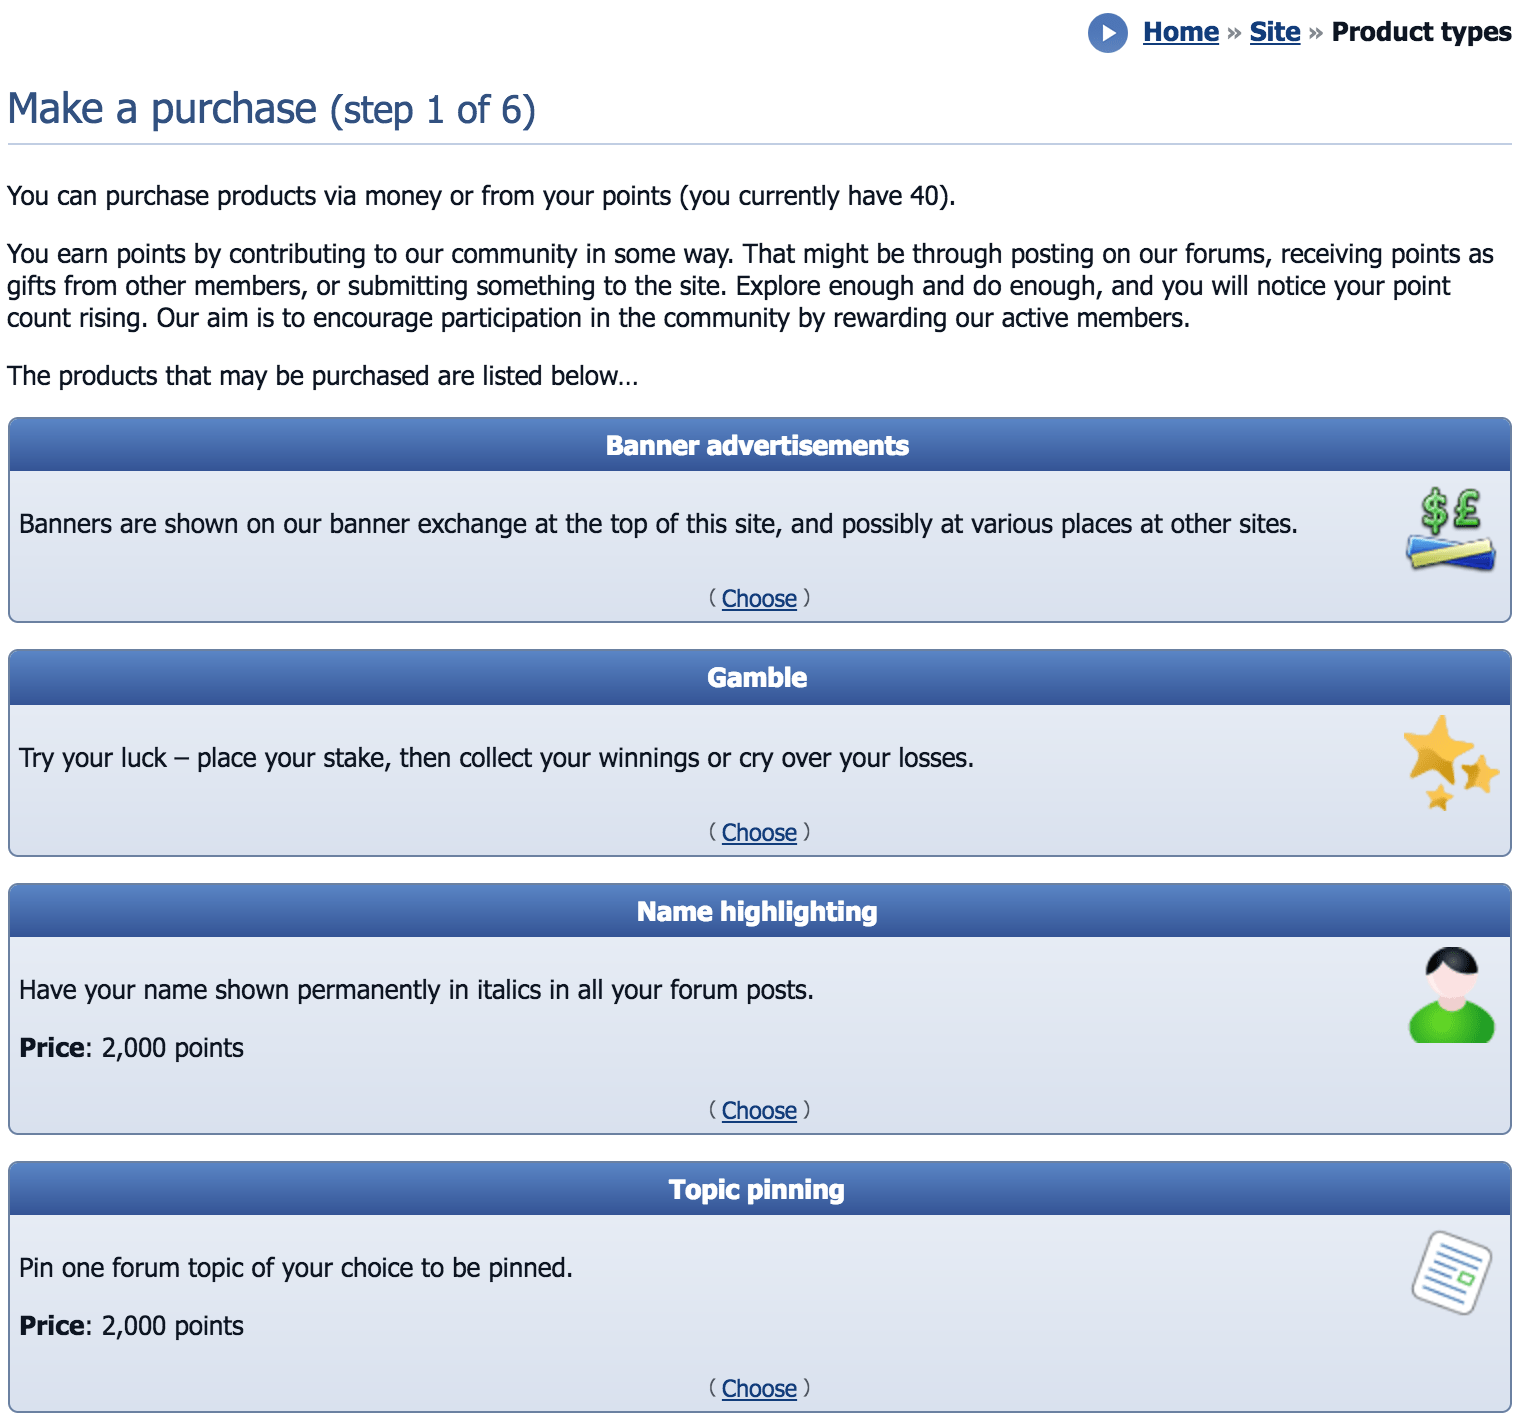 Home » Site » Product types
Make a purchase (step 1 of 6)
You can purchase products via money or from your points (you currently have 40).
You earn points by contributing to our community in some way. That might be through posting on our forums, receiving points as
gifts from other members, or submitting something to the site. Explore enough and do enough, and you will notice your point
count rising. Our aim is to encourage participation in the community by rewarding our active members.
The products that may be purchased are listed below…
Banner advertisements
Banners are shown on our banner exchange at the top of this site, and possibly at various places at other sites.
$£
( Choose )
Gamble
Try your luck – place your stake, then collect your winnings or cry over your losses.
( Choose )
Name highlighting
Have your name shown permanently in italics in all your forum posts.
Price: 2,000 points
( Choose )
Topic pinning
Pin one forum topic of your choice to be pinned.
Price: 2,000 points
( Choose )